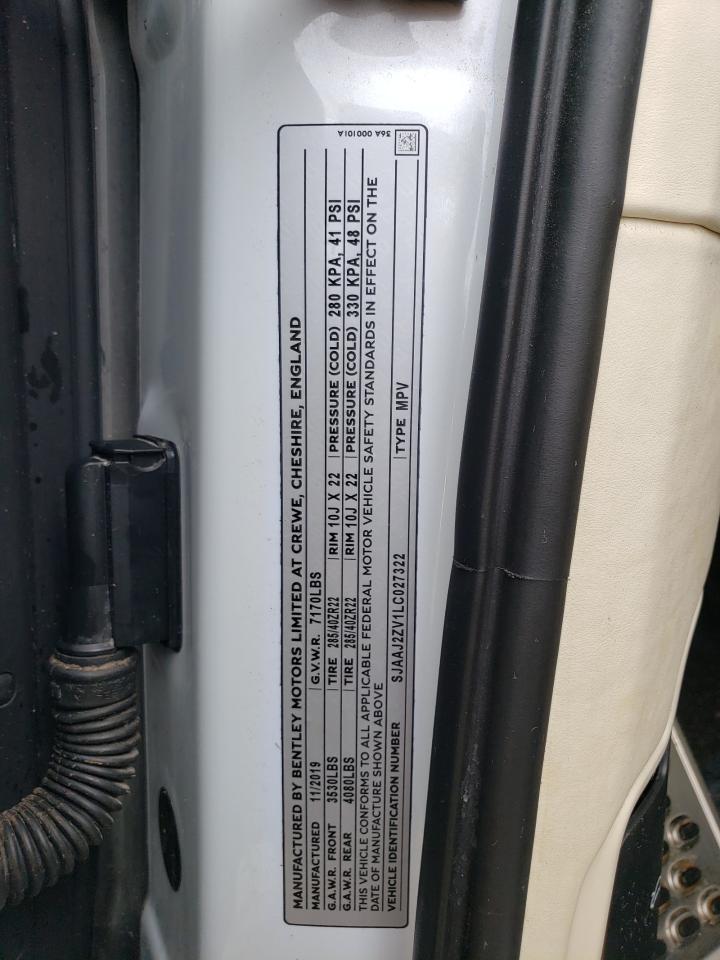 MANUFACTURED BY BENTLEY MOTORS LIMITED AT CREWE, CHESHIRE, ENGLAND
MANUFACTURED 11/2019 G.V.W.R. 7170LBS
G.A.W.R. FRONT 3530LBS TIRE 285/40ZR22 RIM 10J X 22 PRESSURE (COLD) 280 KPA, 41 PSI
G.A.W.R. REAR 4080LBS TIRE 285/40ZR22 RIM 10J X 22 PRESSURE (COLD) 330 KPA, 48 PSI
THIS VEHICLE CONFORMS TO ALL APPLICABLE FEDERAL MOTOR VEHICLE SAFETY STANDARDS IN EFFECT ON THE
DATE OF MANUFACTURE SHOWN ABOVE
VEHICLE IDENTIFICATION NUMBER SJAAJ2ZV1LC027322 TYPE MPV
36A 000101A